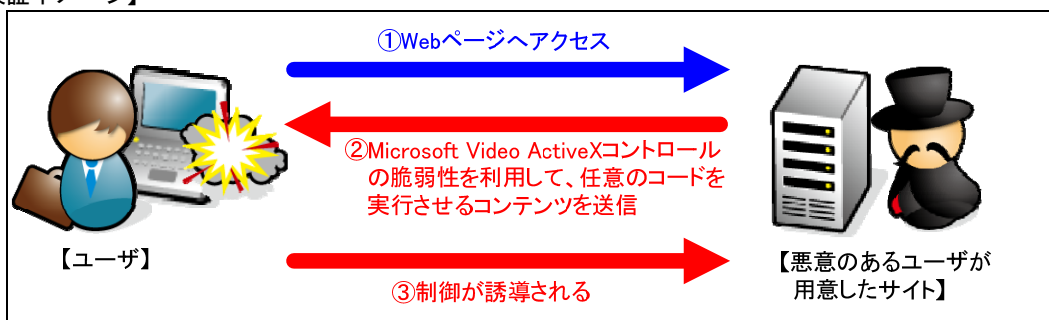 ①Webページへアクセス
②Microsoft Video ActiveXコントロール
の脆弱性を利用して、任意のコードを
実行させるコンテンツを送信
【ユーザ】
【悪意のあるユーザが
用意したサイト】
③制御が誘導される